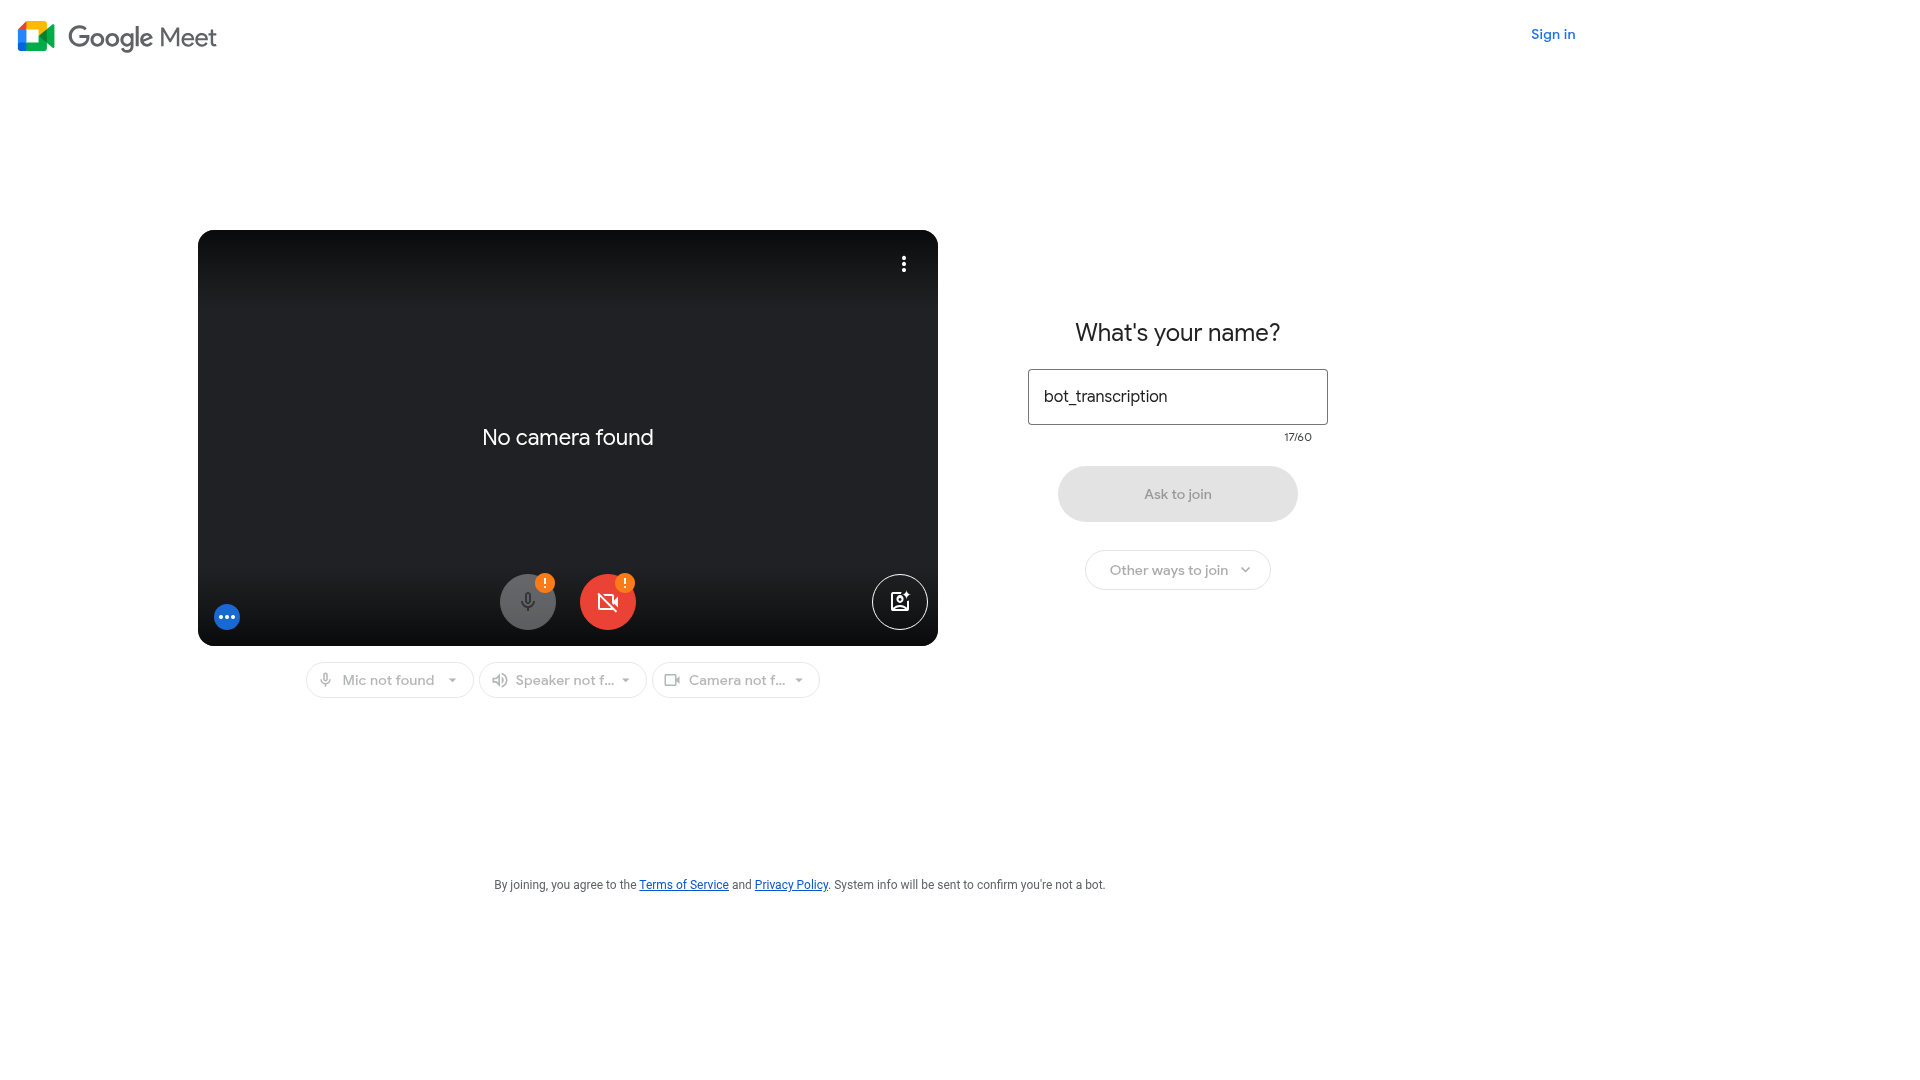 Google Meet
Sign in
No camera found
What's your name?
bot_transcription
17/60
Ask to join
Other ways to join
Mic not found
Speaker not f...
Camera not f...
By joining, you agree to the Terms of Service and Privacy Policy. System info will be sent to confirm you're not a bot.